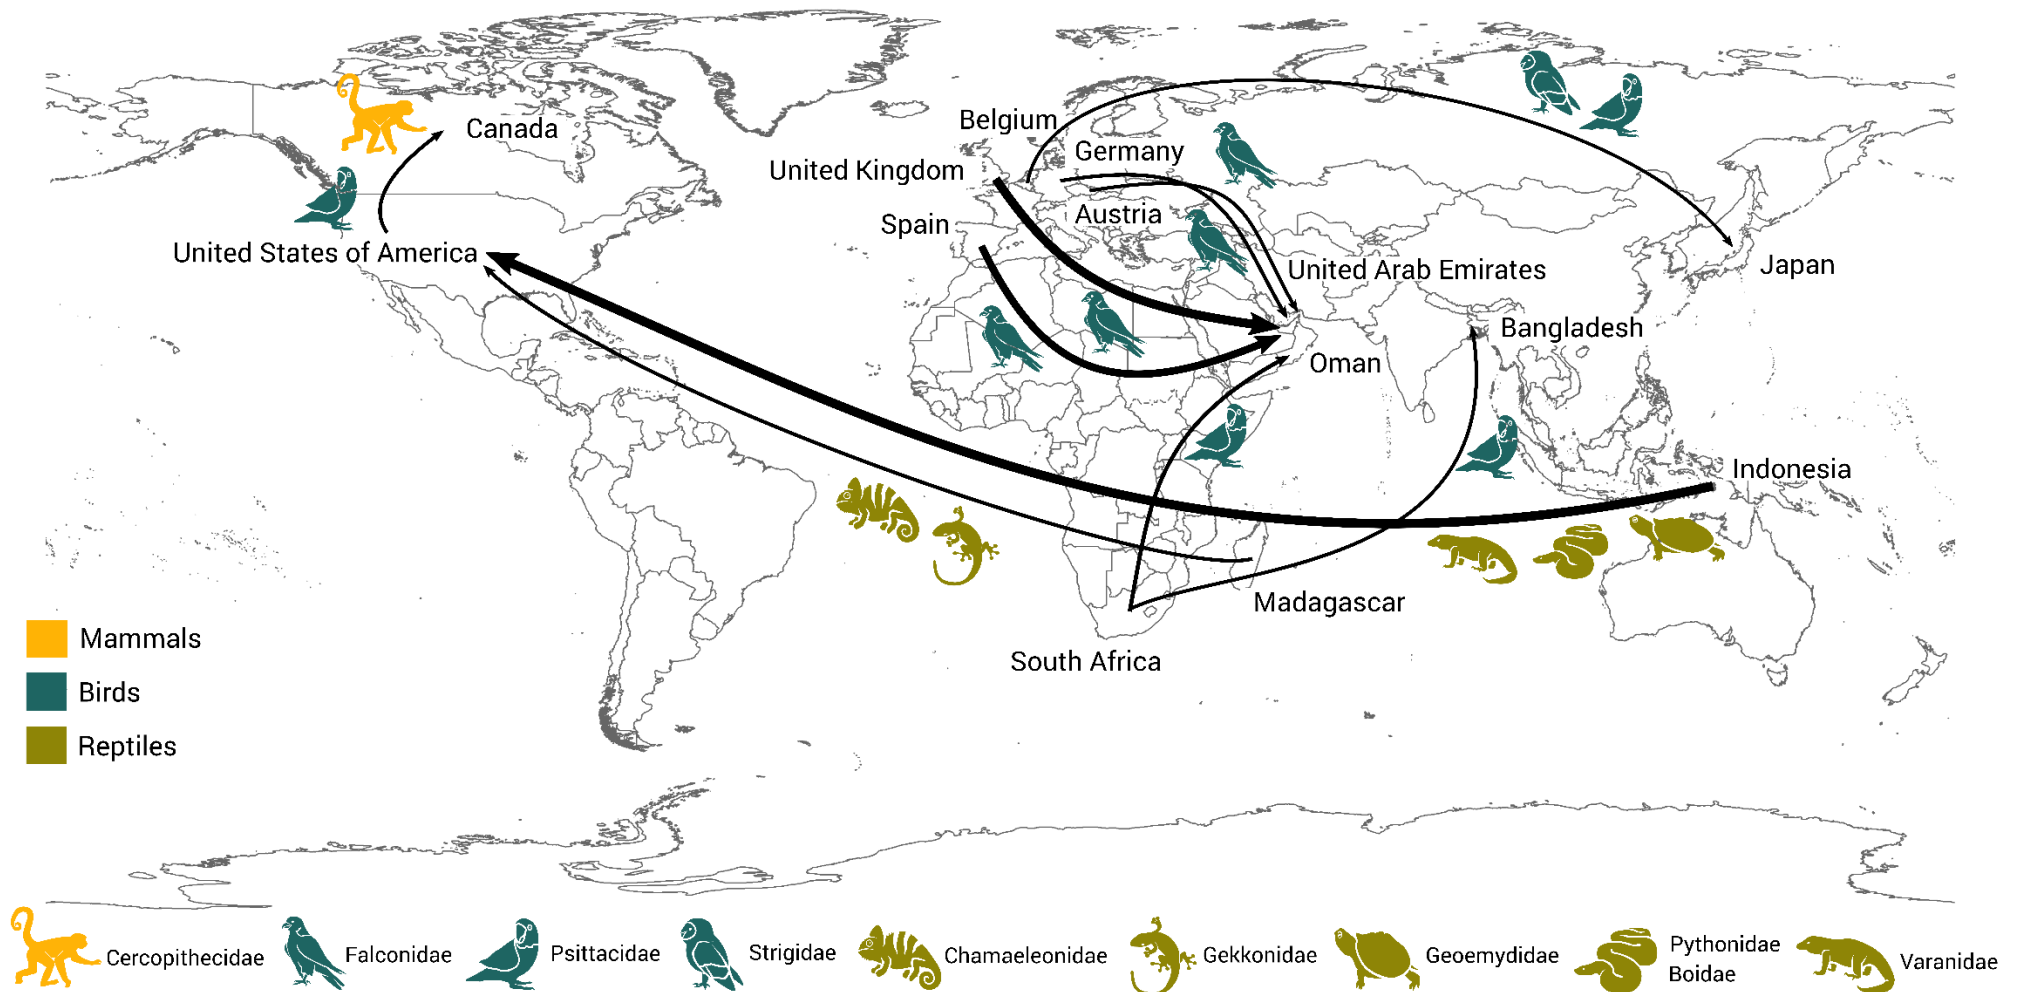 Canada
Belgium
Germany
United Kingdom
Austria
Spain
United States of America
United Arab Emirates
Japan
Bangladesh
Oman
Indonesia
Madagascar
South Africa
Mammals
Birds
Reptiles
Cercopithecidae
Falconidae
Psittacidae
Strigidae
Chamaeleonidae
Gekkonidae
Geoemydidae
Pythonidae
Boidae
Varanidae